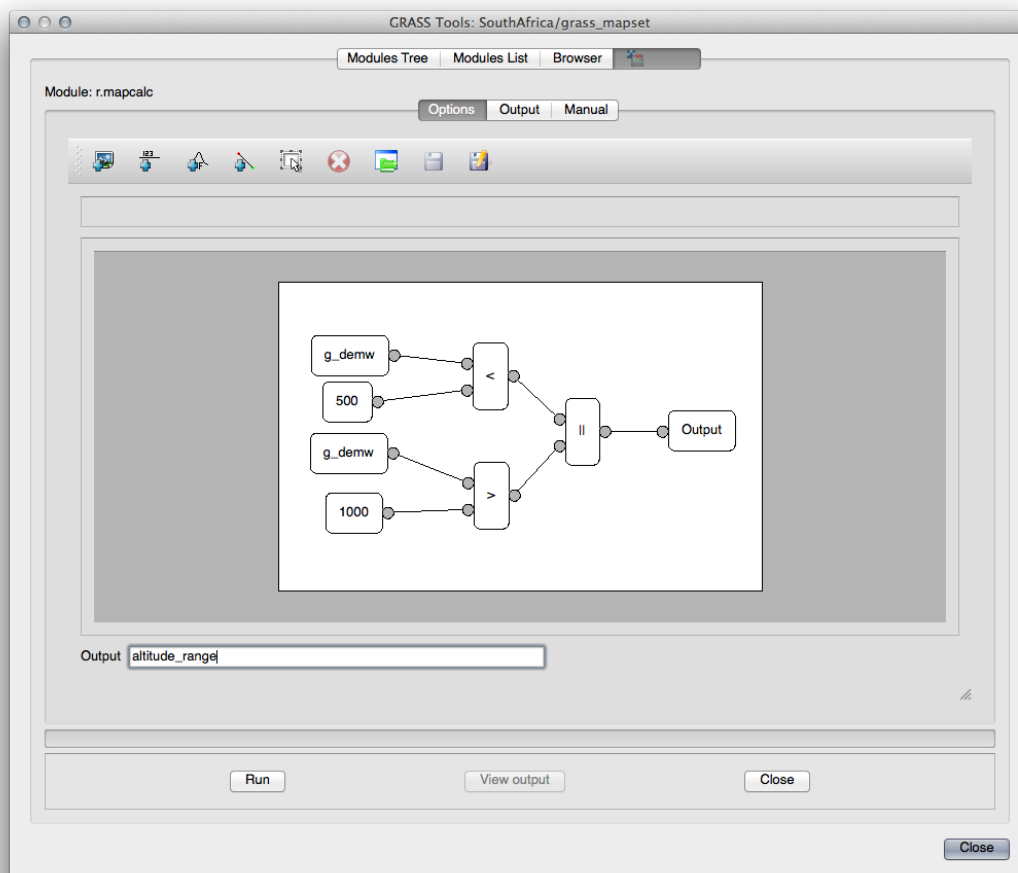 GRASS Tools: SouthAfrica/grass_mapset
Modules Tree Modules List Browser
Module: r.mapcalc
Options Output Manual
123
F
g_demw
<
500
||
Output
g_demw
>
1000
Output altitude_range
Run View output Close
Close